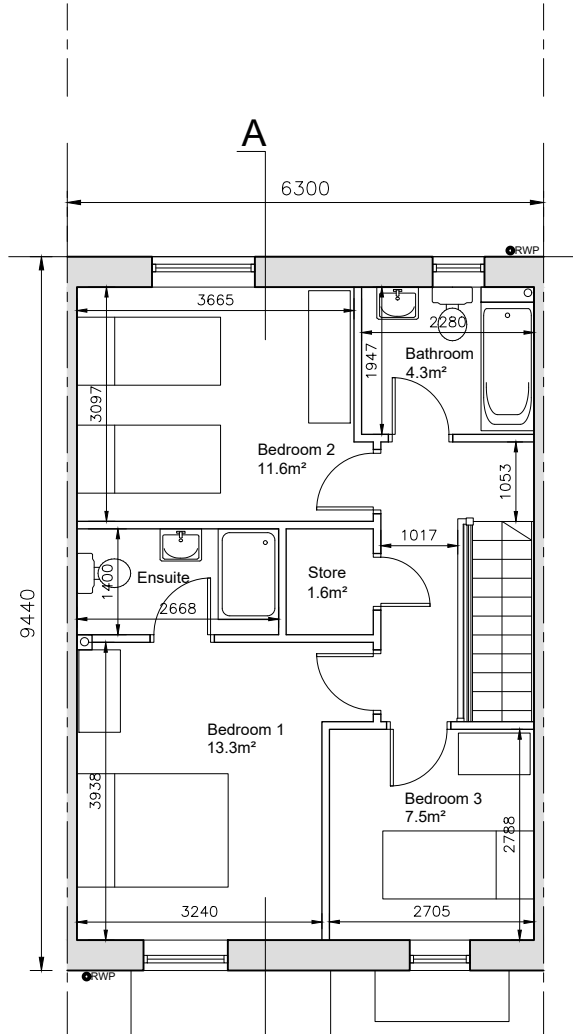 A
6300
RWP
3665
2280
1947
Bathroom
4.3m²
3097
Bedroom 2
11.6m²
1053
1017
1400
Ensuite
Store
1.6m²
2668
9440
Bedroom 1
13.3m²
3938
Bedroom 3
7.5m²
2788
3240
2705
RWP